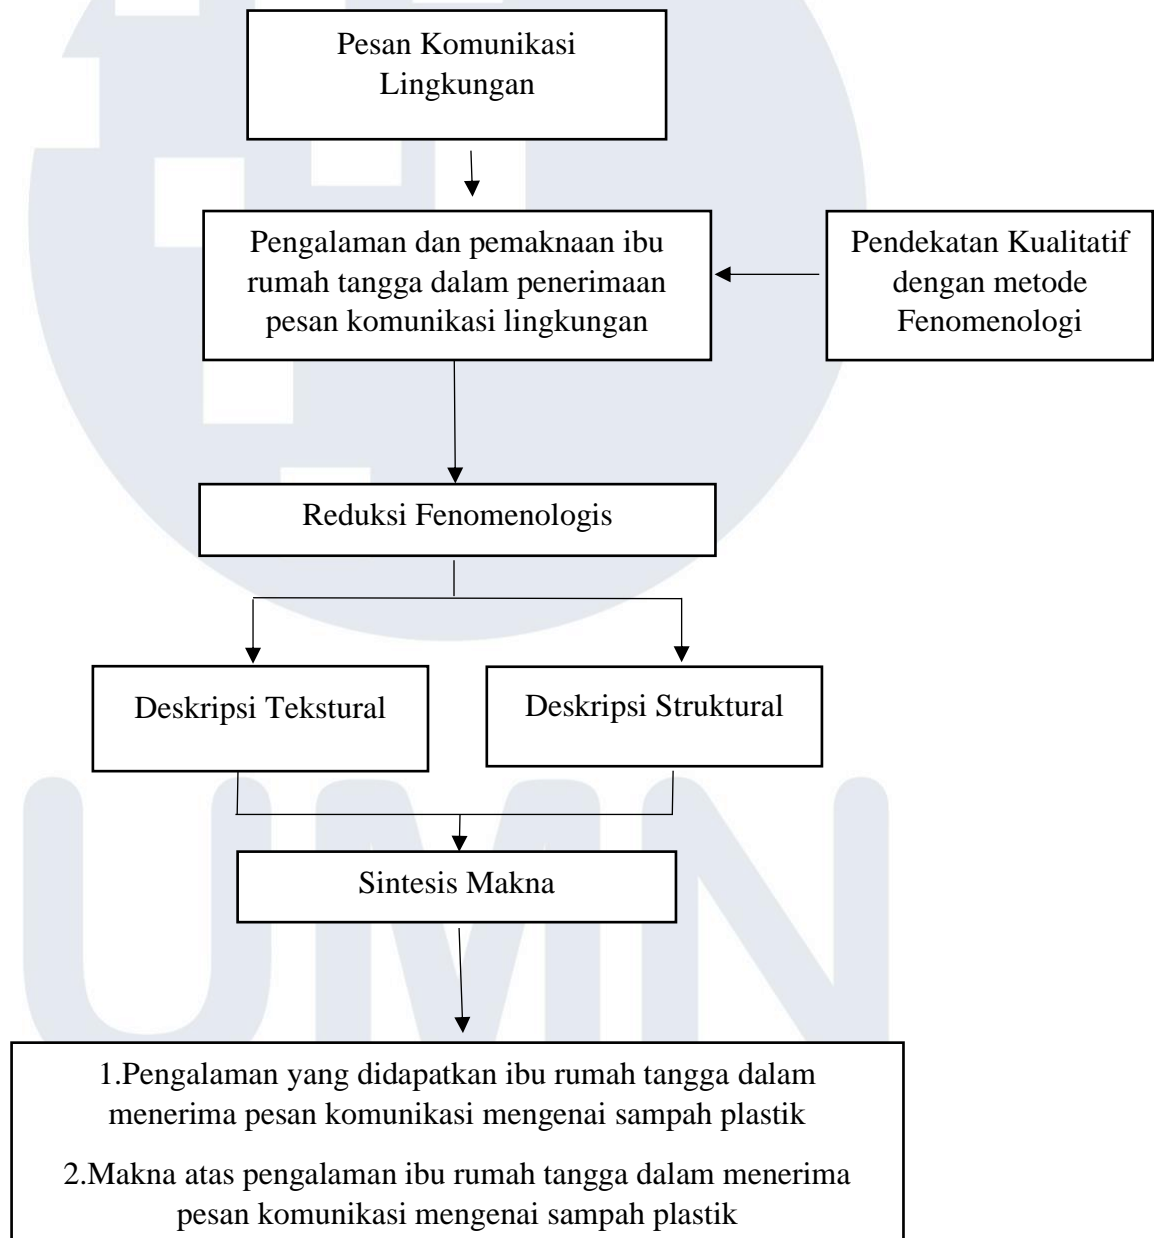 Pesan Komunikasi
Lingkungan
Pengalaman dan pemaknaan ibu
rumah tangga dalam penerimaan
pesan komunikasi lingkungan
Pendekatan Kualitatif
dengan metode
Fenomenologi
Reduksi Fenomenologis
Deskripsi Tekstural
Deskripsi Struktural
Sintesis Makna
1.Pengalaman yang didapatkan ibu rumah tangga dalam
menerima pesan komunikasi mengenai sampah plastik
2.Makna atas pengalaman ibu rumah tangga dalam menerima
pesan komunikasi mengenai sampah plastik
UMN